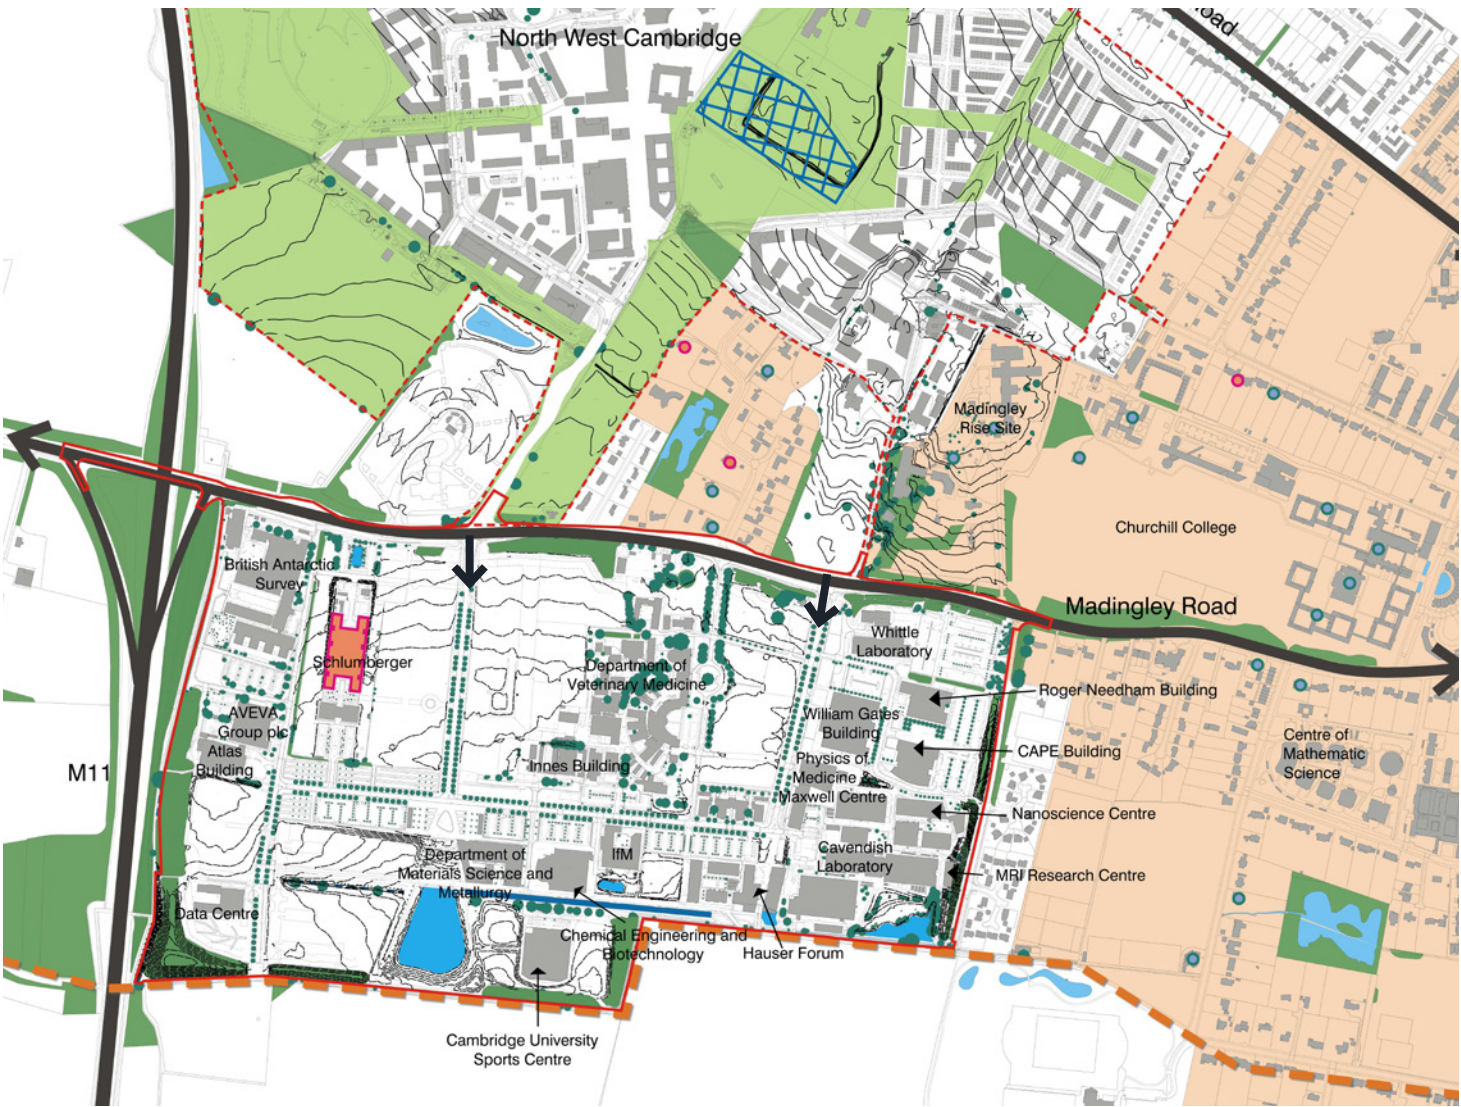 Road
North West Cambridge
Madingley
Rise Site
Churchill College
British Antarctic
Survey
Madingley Road
Whittle
Laboratory
Schlumberger
Department of
Veterinary Medicine
Roger Needham Building
AVEVA
Group plc
Atlas
Building
William Gates
Building
CAPE Building
Centre of
Mathematic
Science
M11
Innes Building
Physics of
Medicine &
Maxwell Centre
Nanoscience Centre
Department of
Materials Science and
Metallurgy
IfM
Cavendish
Laboratory
MRI Research Centre
Data Centre
Chemical Engineering and
Biotechnology
Hauser Forum
Cambridge University
Sports Centre